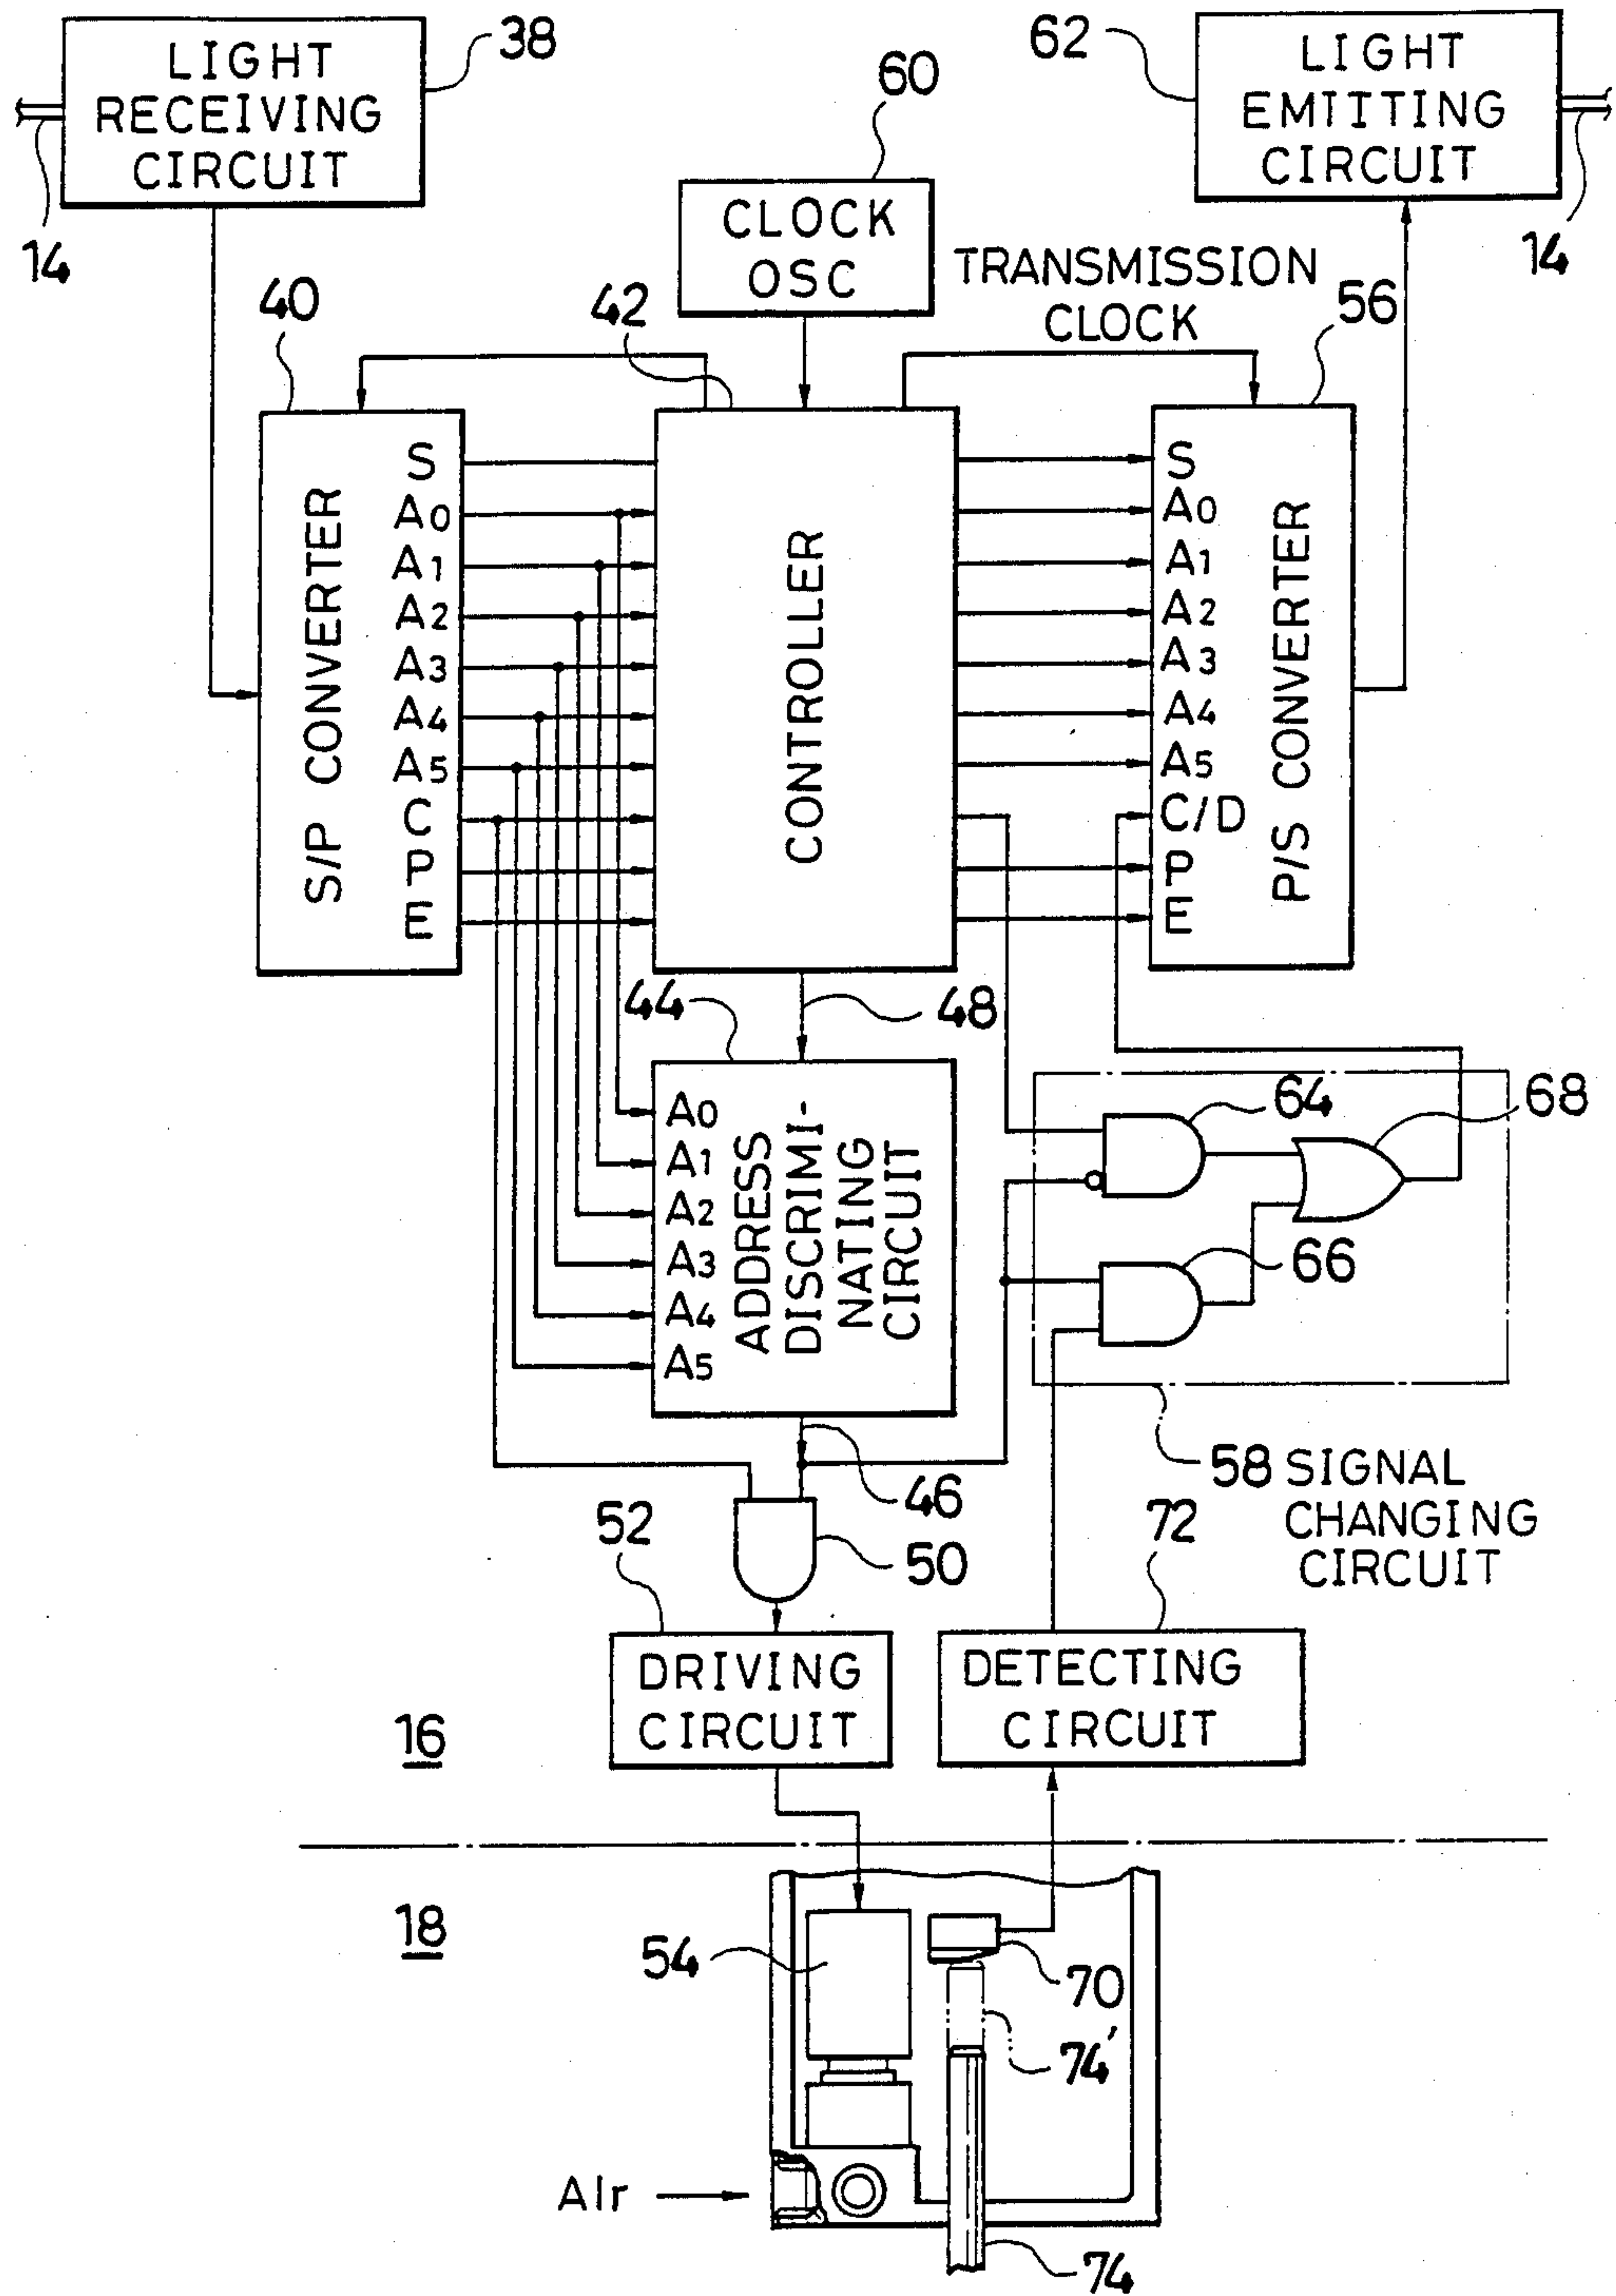 38
LIGHT
RECEIVING
CIRCUIT
14
60
CLOCK
OSC
62
LIGHT
EMITTING
CIRCUIT
14
TRANSMISSION
CLOCK
40
42
56
S/P CONVERTER
S
A0
A1
A2
A3
A4
A5
C
P
E
CONTROLLER
S
A0
A1
A2
A3
A4
A5
C/D
P
E
P/S CONVERTER
44
48
A0
A1
A2
A3
A4
A5
ADDRESS
DISCRIMI-
NATING
CIRCUIT
64
68
66
46
58 SIGNAL
CHANGING
CIRCUIT
50
52
72
DRIVING
CIRCUIT
DETECTING
CIRCUIT
16
18
54
70
74'
AIr
74